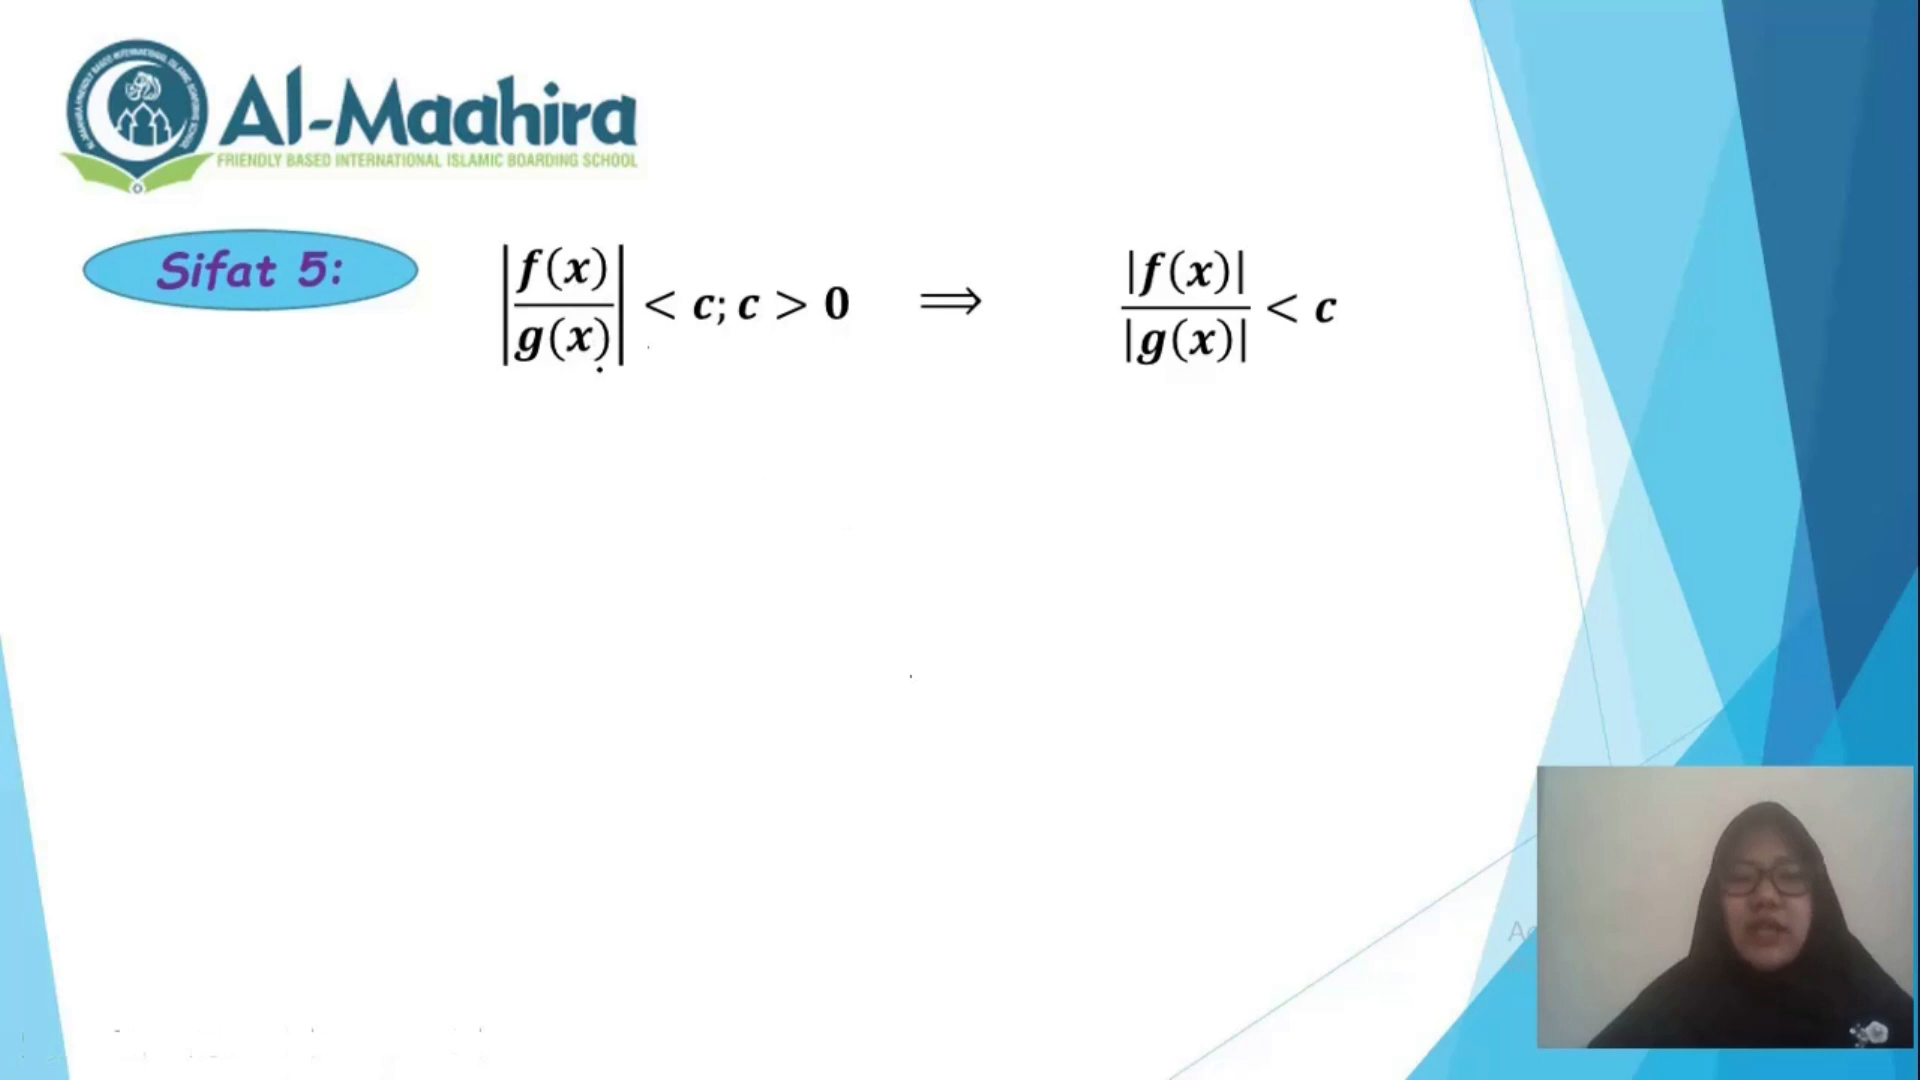 Al-Maahira
FRIENDLY BASED INTERNATIONAL ISLAMIC BOARDING SCHOOL
Sifat 5:
|f(x)/g(x)| < c; c > 0 ⟹ |f(x)|/|g(x)| < c